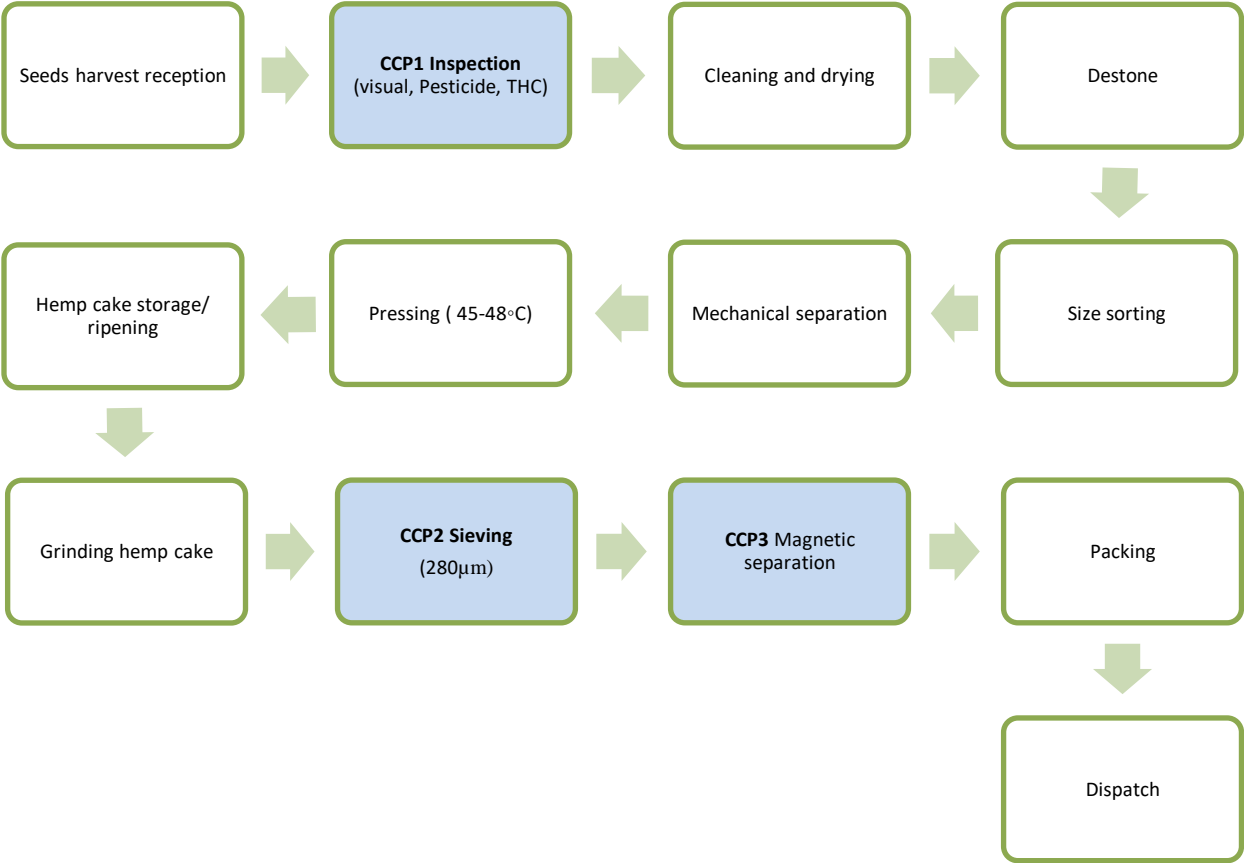 Seeds harvest reception
CCP1 Inspection
(visual, Pesticide, THC)
Cleaning and drying
Destone
Size sorting
Mechanical separation
Pressing ( 45-48◦C)
Hemp cake storage/
ripening
Grinding hemp cake
CCP2 Sieving
(280µm)
CCP3 Magnetic
separation
Packing
Dispatch